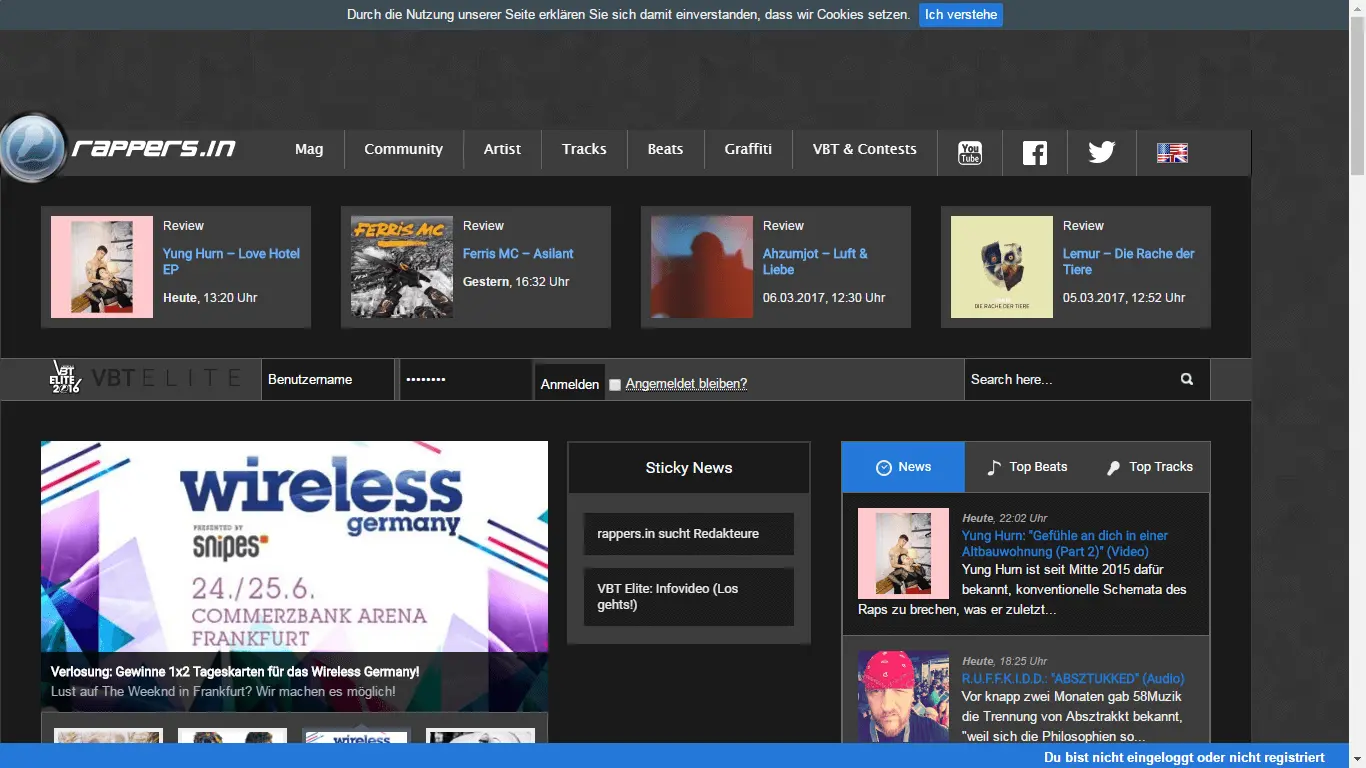 Durch die Nutzung unserer Seite erklären Sie sich damit einverstanden, dass wir Cookies setzen. Ich verstehe
rappers.in
Mag Community Artist Tracks Beats Graffiti VBT & Contests You Tube
Review
Yung Hurn – Love Hotel
EP
Heute, 13:20 Uhr
FERRIS MC
Review
Ferris MC – Asilant
Gestern, 16:32 Uhr
Review
Ahzumjot – Luft &
Liebe
06.03.2017, 12:30 Uhr
DIE RACHE DER TIERE
Review
Lemur – Die Rache der
Tiere
05.03.2017, 12:52 Uhr
VBT
ELITE
2016
VBT ELITE
Benutzername
Anmelden
Angemeldet bleiben?
Search here...
wireless
germany
PRESENTED BY
snipes
24./25.6.
COMMERZBANK ARENA
FRANKFURT
Verlosung: Gewinne 1x2 Tageskarten für das Wireless Germany!
Lust auf The Weeknd in Frankfurt? Wir machen es möglich!
wireless
Sticky News
rappers.in sucht Redakteure
VBT Elite: Infovideo (Los
gehts!)
News Top Beats Top Tracks
Heute, 22:02 Uhr
Yung Hurn: "Gefühle an dich in einer
Altbauwohnung (Part 2)" (Video)
Yung Hurn ist seit Mitte 2015 dafür
bekannt, konventionelle Schemata des
Raps zu brechen, was er zuletzt...
Heute, 18:25 Uhr
R.U.F.F.K.I.D.D.: "ABSZTUKKED" (Audio)
Vor knapp zwei Monaten gab 58Muzik
die Trennung von Absztrakkt bekannt,
"weil sich die Philosophien so...
Du bist nicht eingeloggt oder nicht registriert